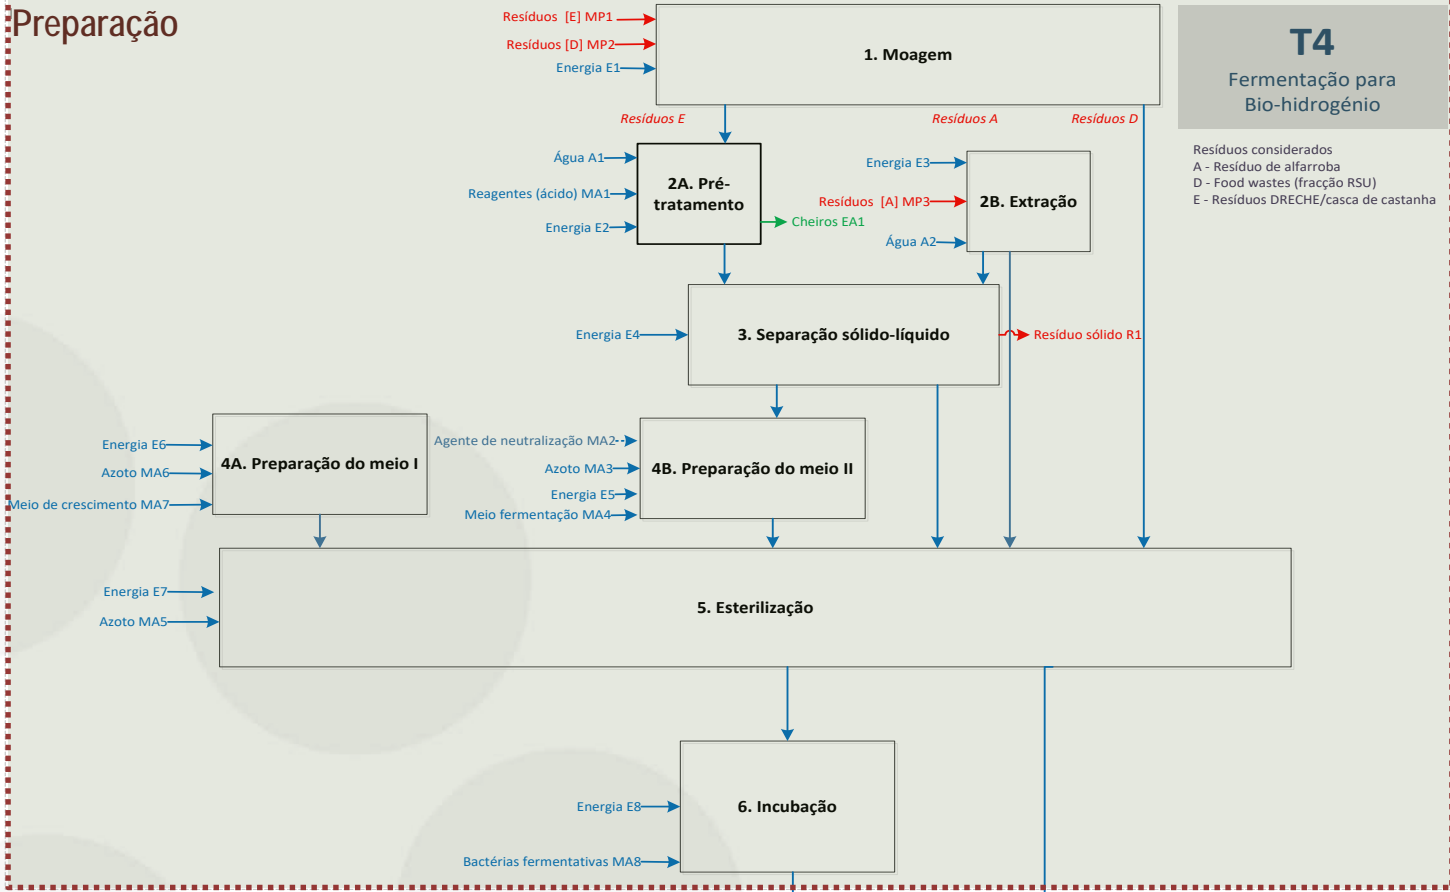 Preparação
Resíduos [E] MP1
Resíduos [D] MP2
Energia E1
1. Moagem
T4
Fermentação para
Bio-hidrogénio
Resíduos considerados
A - Resíduo de alfarroba
D - Food wastes (fracção RSU)
E - Resíduos DRECHE/casca de castanha
Resíduos E
Resíduos A
Resíduos D
Água A1
Reagentes (ácido) MA1
Energia E2
2A. Pré-
tratamento
Cheiros EA1
Energia E3
Resíduos [A] MP3
Água A2
2B. Extração
Energia E4
3. Separação sólido-líquido
Resíduo sólido R1
Energia E6
Azoto MA6
Meio de crescimento MA7
4A. Preparação do meio I
Agente de neutralização MA2
Azoto MA3
Energia E5
Meio fermentação MA4
4B. Preparação do meio II
Energia E7
Azoto MA5
5. Esterilização
Energia E8
Bactérias fermentativas MA8
6. Incubação